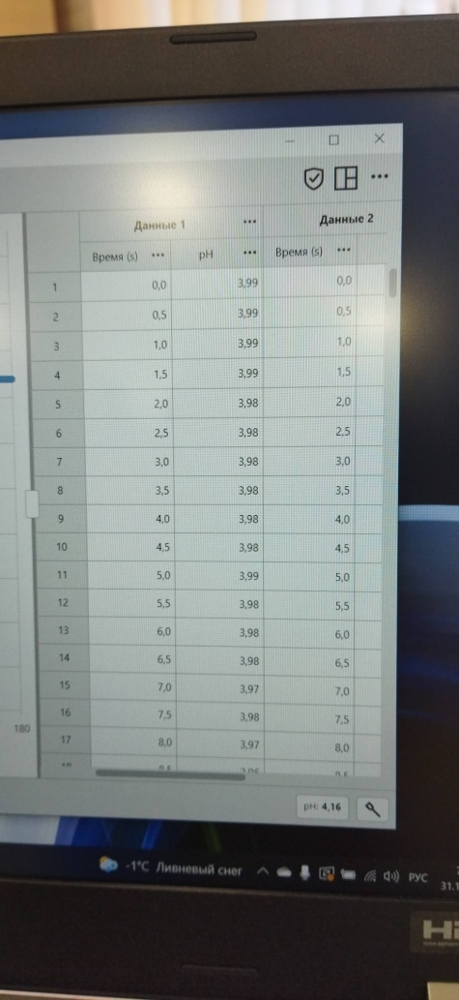 Данные 1 ••• Данные 2
Время (s) ••• pH ••• Время (s) •••
1 0,0 3,99 0,0
2 0,5 3,99 0,5
3 1,0 3,99 1,0
4 1,5 3,99 1,5
5 2,0 3,98 2,0
6 2,5 3,98 2,5
7 3,0 3,98 3,0
8 3,5 3,98 3,5
9 4,0 3,98 4,0
10 4,5 3,98 4,5
11 5,0 3,99 5,0
12 5,5 3,98 5,5
13 6,0 3,98 6,0
14 6,5 3,98 6,5
15 7,0 3,97 7,0
16 7,5 3,98 7,5
180
17 8,0 3,97 8,0
pH: 4,16
-1°C Ливневый снег РУС
31.1